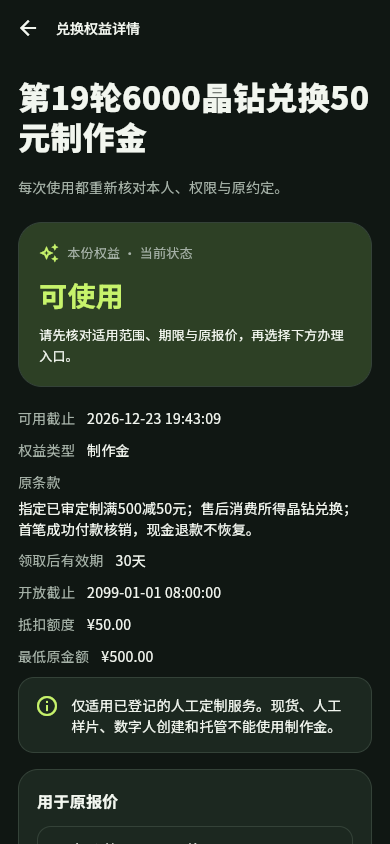 兑换权益详情
第19轮6000晶钻兑换50
元制作金
每次使用都重新核对本人、权限与原约定。
本份权益 · 当前状态
可使用
请先核对适用范围、期限与原报价，再选择下方办理
入口。
可用截止 2026-12-23 19:43:09
权益类型 制作金
原条款
指定已审定制满500减50元；售后消费所得晶钻兑换；
首笔成功付款核销，现金退款不恢复。
领取后有效期 30天
开放截止 2099-01-01 08:00:00
抵扣额度 ¥50.00
最低原金额 ¥500.00
仅适用已登记的人工定制服务。现货、人工
样片、数字人创建和托管不能使用制作金。
用于原报价